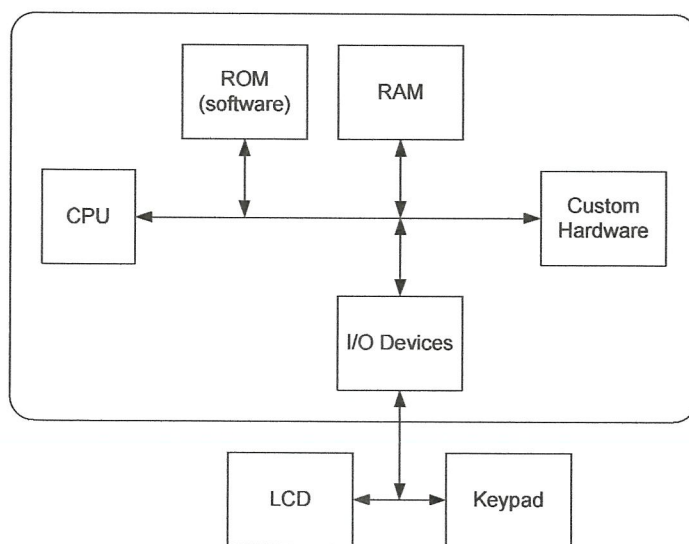 ROM
(software)
RAM
CPU
Custom
Hardware
I/O Devices
LCD
Keypad